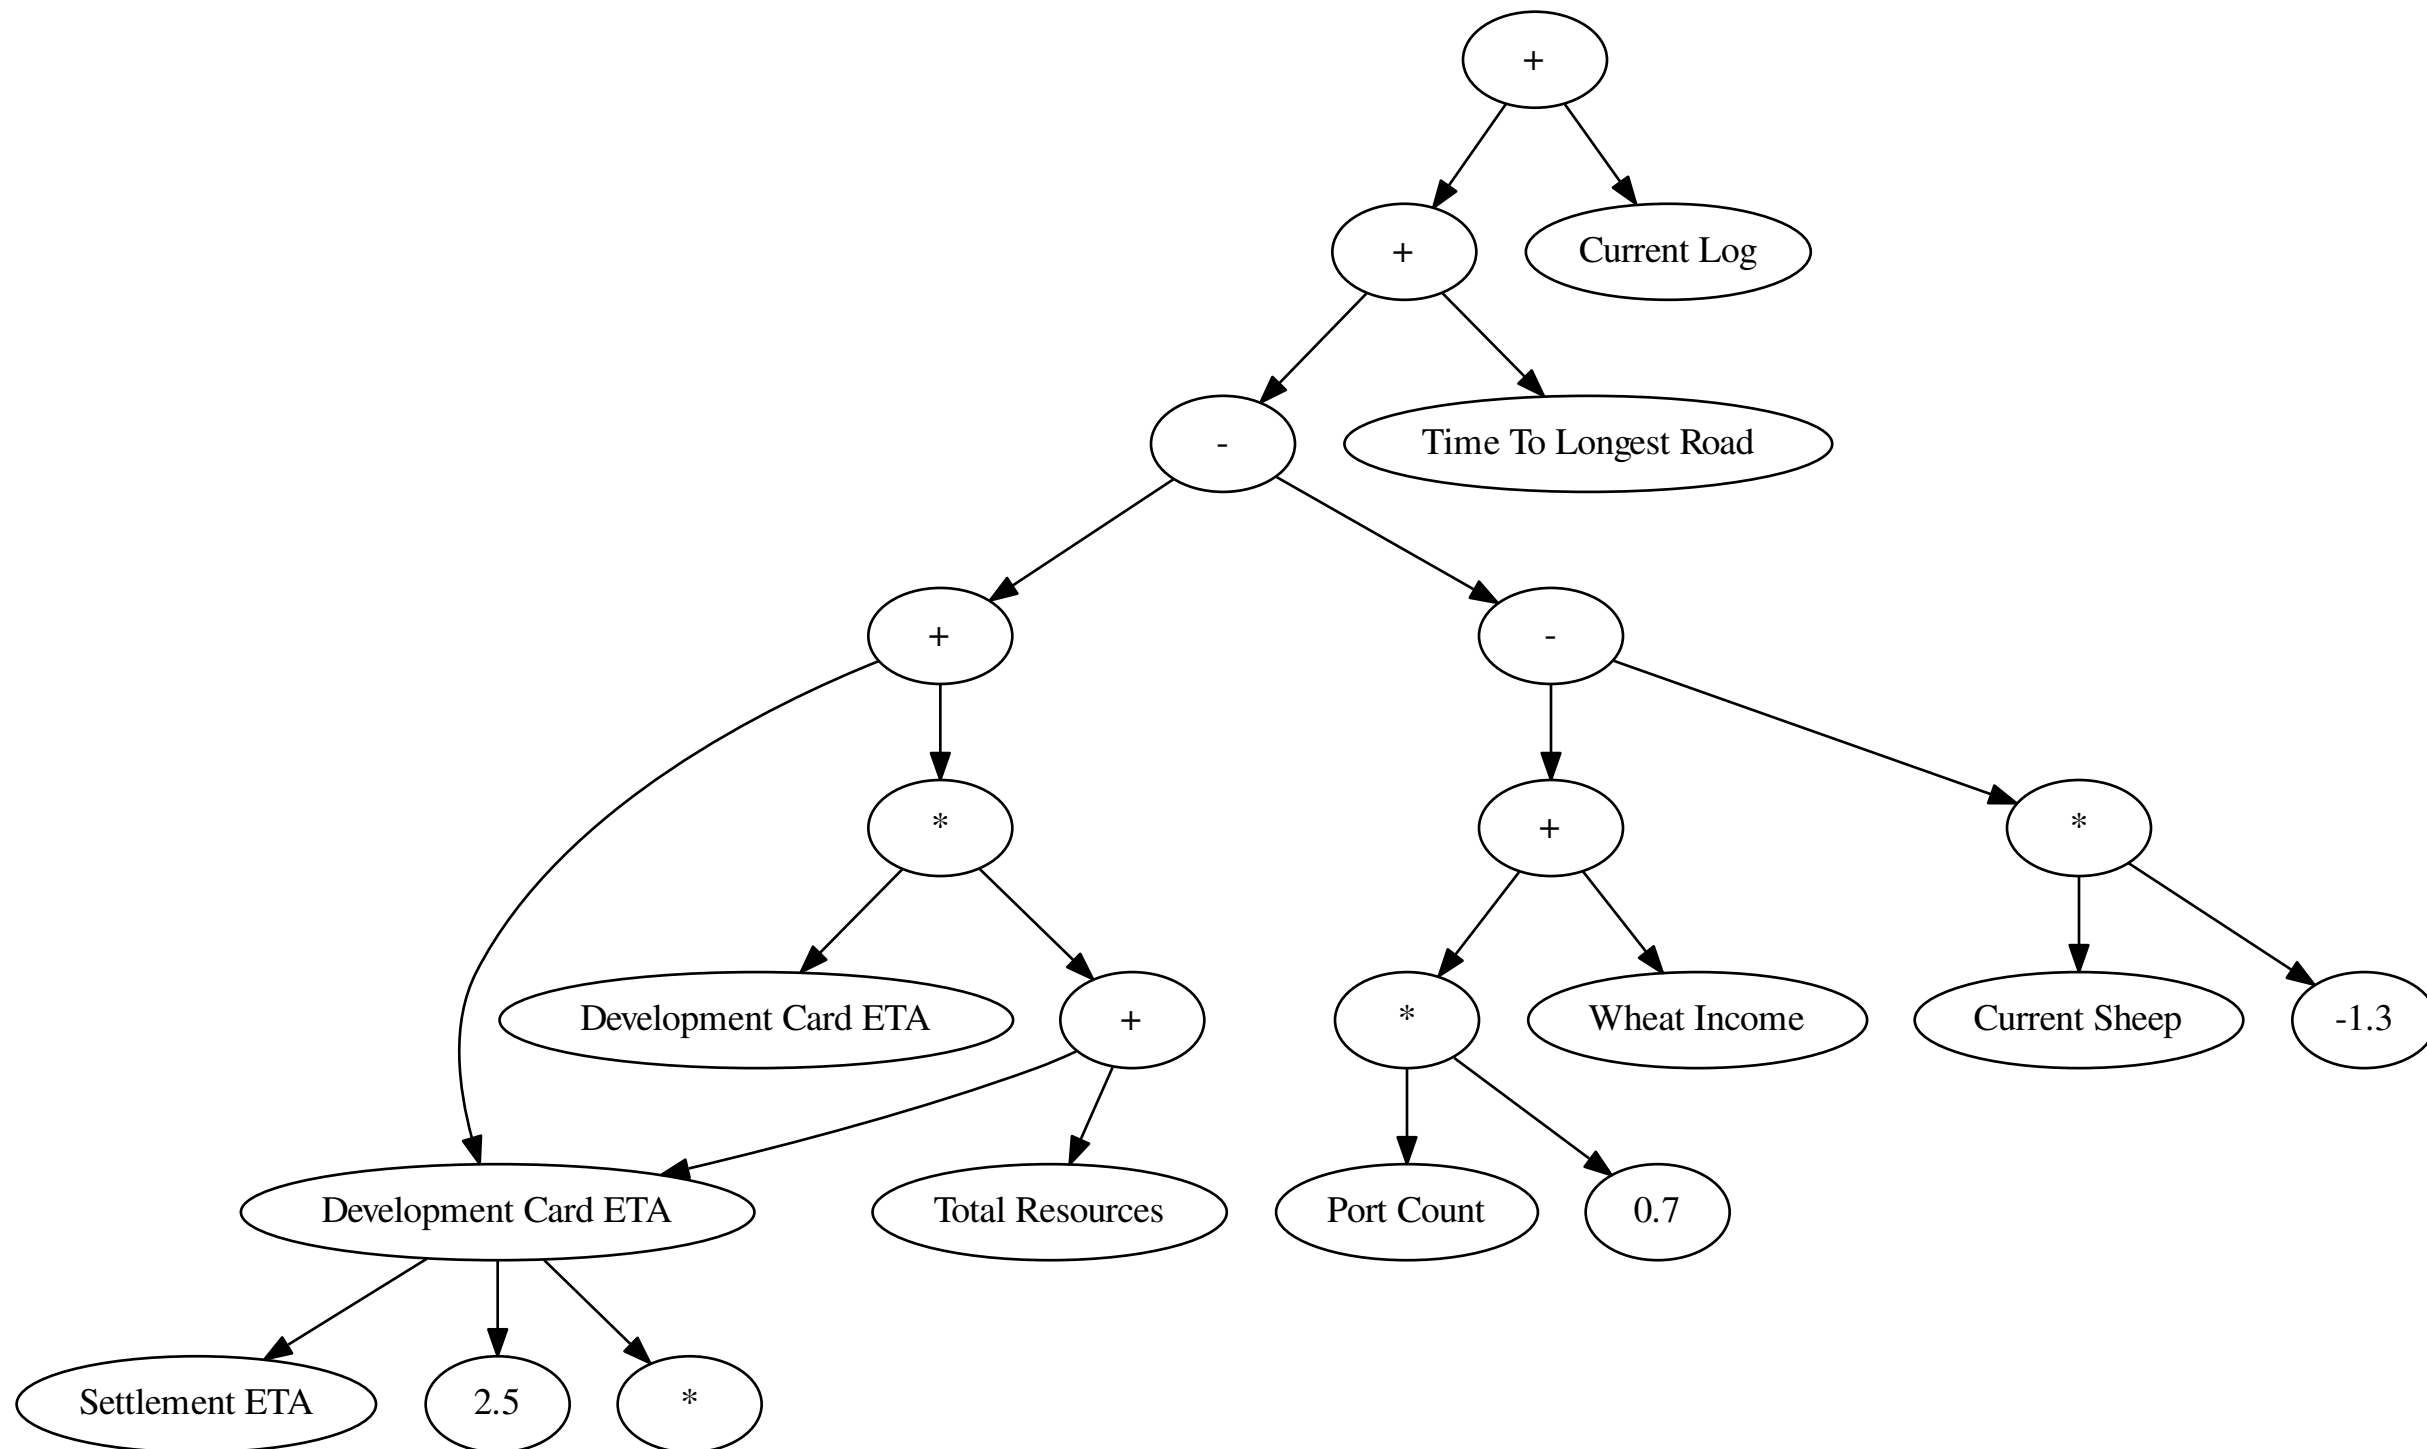 +
+
Current Log
-
Time To Longest Road
+
-
*
+
*
Development Card ETA
+
*
Wheat Income
Current Sheep
-1.3
Development Card ETA
Total Resources
Port Count
0.7
Settlement ETA
2.5
*